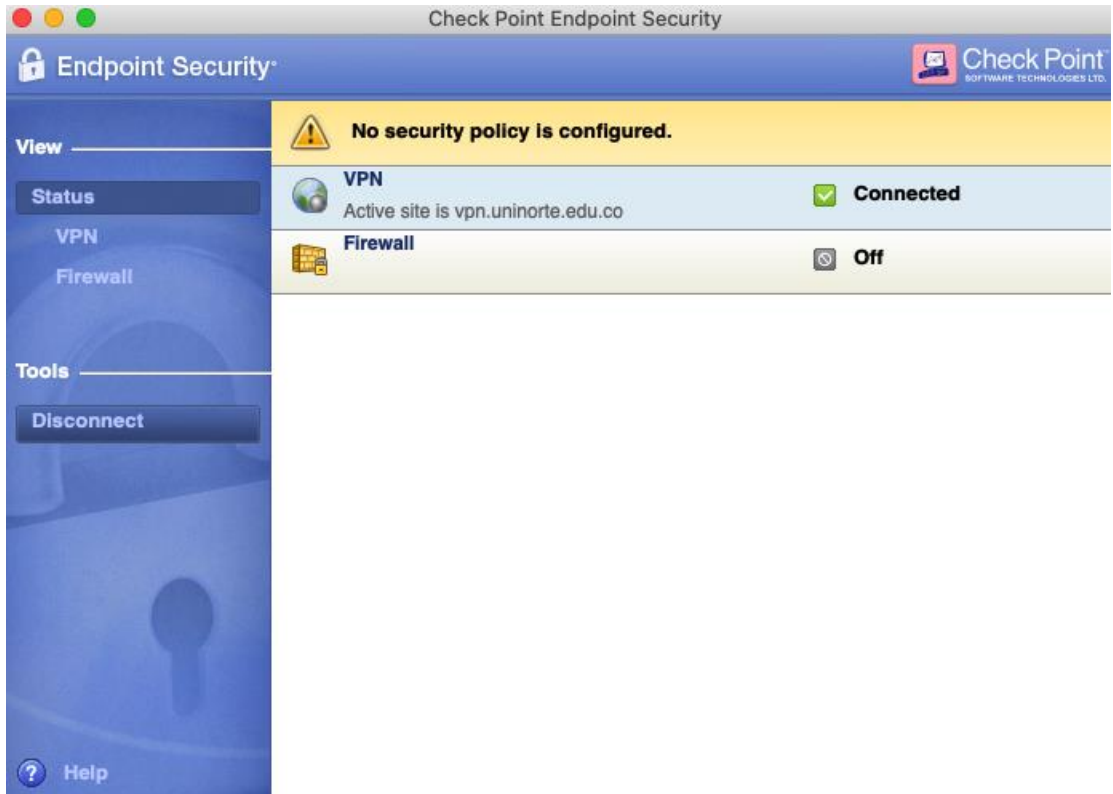 Check Point Endpoint Security
Endpoint Security
Check Point
SOFTWARE TECHNOLOGIES LTD.
View
Status
VPN
Firewall
Tools
Disconnect
Help
No security policy is configured.
VPN
Active site is vpn.uninorte.edu.co
Connected
Firewall
Off